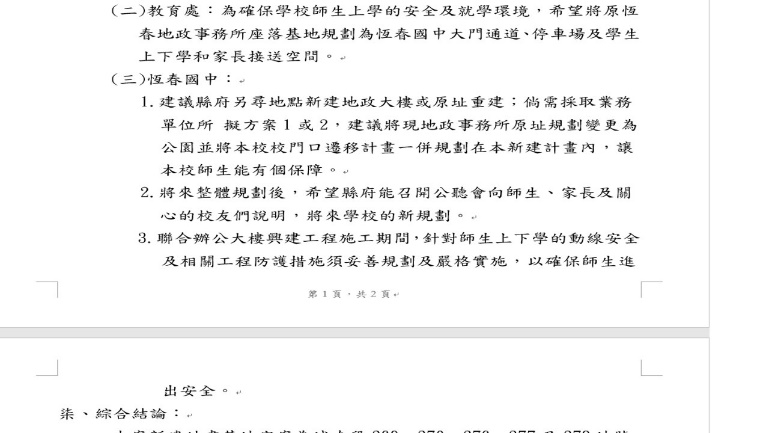 (二)教育處：為確保學校師生上學的安全及就學環境，希望將原恆
春地政事務所座落基地規劃為恆春國中大門通道、停車場及學生
上下學和家長接送空間。
(三)恆春國中：
1. 建議縣府另尋地點新建地政大樓或原址重建；倘需採取業務
單位所 擬方案 1 或 2，建議將現地政事務所原址規劃變更為
公園並將本校校門口遷移計畫一併規劃在本新建計畫內，讓
本校師生能有個保障。
2. 將來整體規劃後，希望縣府能召開公聽會向師生、家長及關
心的校友們說明，將來學校的新規劃。
3. 聯合辦公大樓興建工程施工期間，針對師生上下學的動線安全
及相關工程防護措施須妥善規劃及嚴格實施，以確保師生進
第 1 頁，共 2 頁
出安全。
柒、綜合結論：